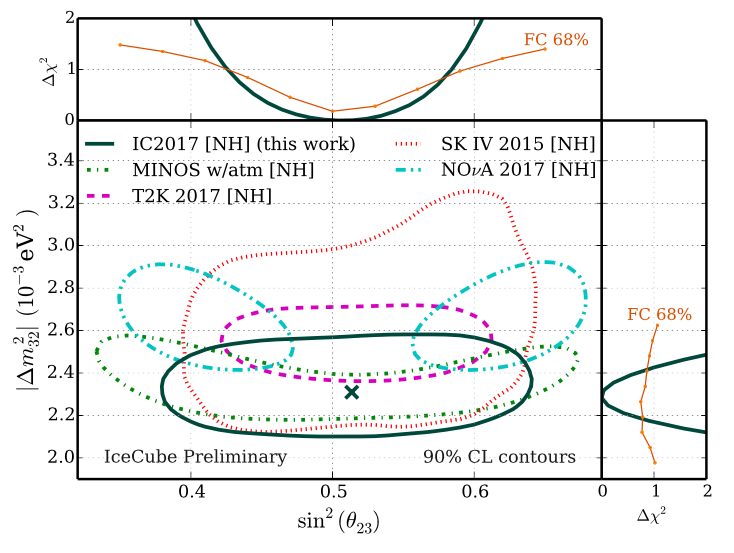 2
1
0
Δχ²
FC 68%
IC2017 [NH] (this work)
MINOS w/atm [NH]
T2K 2017 [NH]
SK IV 2015 [NH]
NOνA 2017 [NH]
3.4
3.2
3.0
2.8
2.6
2.4
2.2
2.0
|Δm²₃₂| (10⁻³ eV²)
IceCube Preliminary
90% CL contours
0.4
0.5
0.6
sin² (θ₂₃)
FC 68%
0
1
2
Δχ²